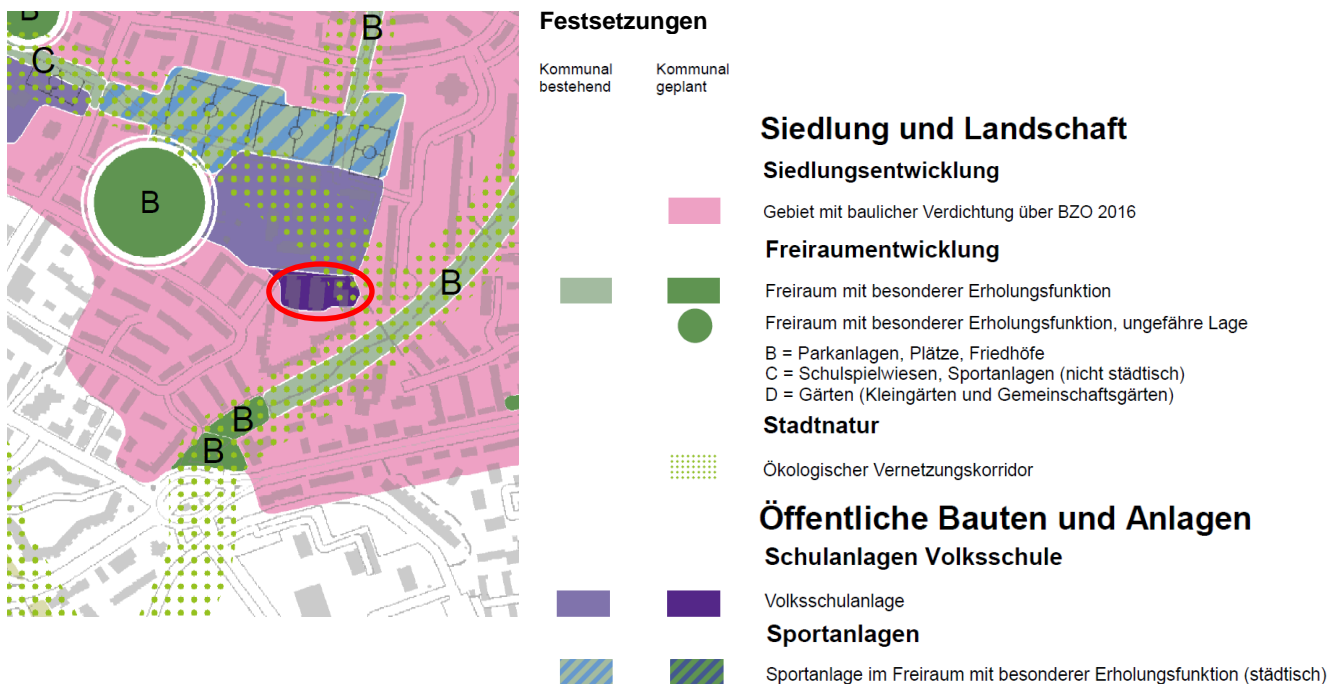 B
B
C
B
B
B
B
Festsetzungen
Kommunal
bestehend
Kommunal
geplant
Siedlung und Landschaft
Siedlungsentwicklung
Gebiet mit baulicher Verdichtung über BZO 2016
Freiraumentwicklung
Freiraum mit besonderer Erholungsfunktion
Freiraum mit besonderer Erholungsfunktion, ungefähre Lage
B = Parkanlagen, Plätze, Friedhöfe
C = Schulspielwiesen, Sportanlagen (nicht städtisch)
D = Gärten (Kleingärten und Gemeinschaftsgärten)
Stadtnatur
Ökologischer Vernetzungskorridor
Öffentliche Bauten und Anlagen
Schulanlagen Volksschule
Volksschulanlage
Sportanlagen
Sportanlage im Freiraum mit besonderer Erholungsfunktion (städtisch)